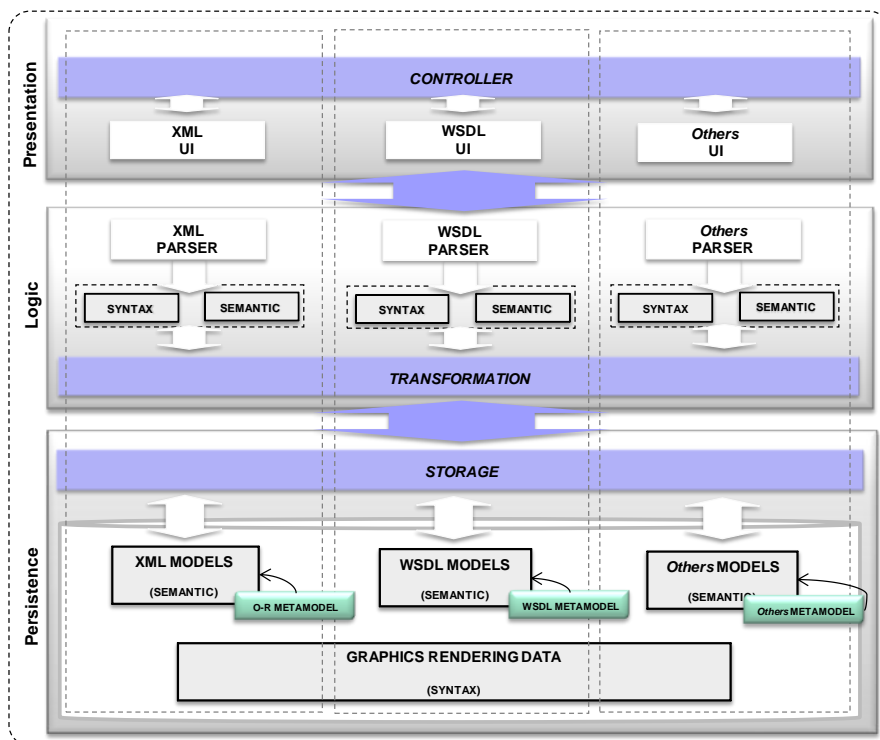 Presentation
CONTROLLER
XML
UI
WSDL
UI
Others
UI
Logic
XML
PARSER
WSDL
PARSER
Others
PARSER
SYNTAX
SEMANTIC
SYNTAX
SEMANTIC
SYNTAX
SEMANTIC
TRANSFORMATION
Persistence
STORAGE
XML MODELS
(SEMANTIC)
O-R METAMODEL
WSDL MODELS
(SEMANTIC)
WSDL METAMODEL
Others MODELS
(SEMANTIC)
Others METAMODEL
GRAPHICS RENDERING DATA
(SYNTAX)